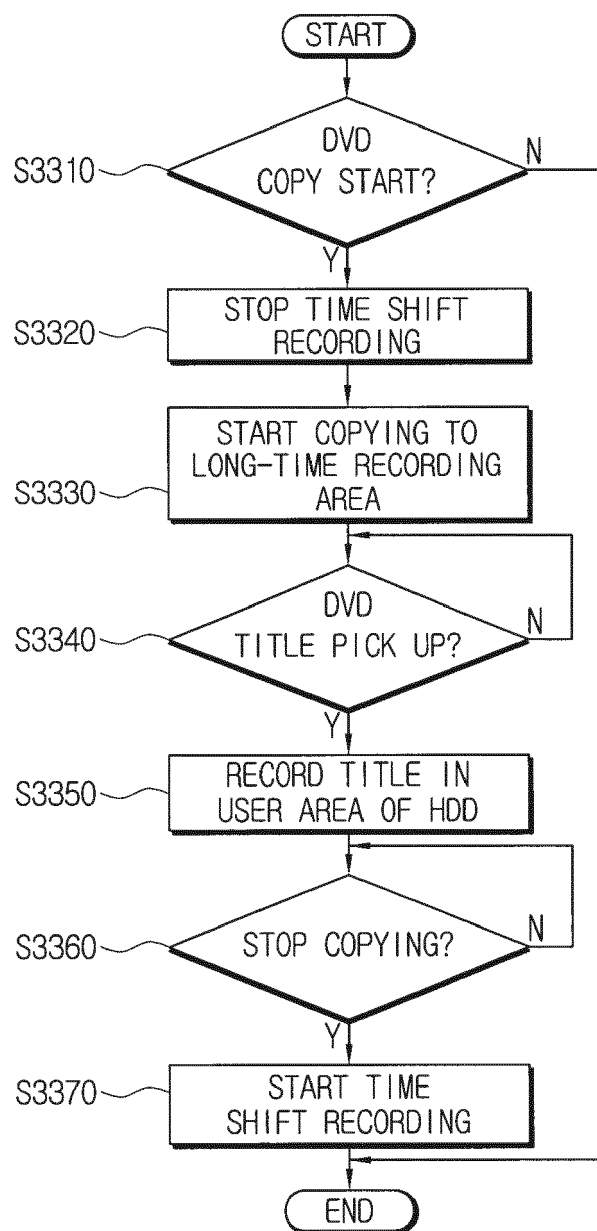 START
DVD
COPY START?
N
S3310
Y
STOP TIME SHIFT
RECORDING
S3320
START COPYING TO
LONG-TIME RECORDING
AREA
S3330
DVD
TITLE PICK UP?
N
S3340
Y
RECORD TITLE IN
USER AREA OF HDD
S3350
STOP COPYING?
N
S3360
Y
START TIME
SHIFT RECORDING
S3370
END